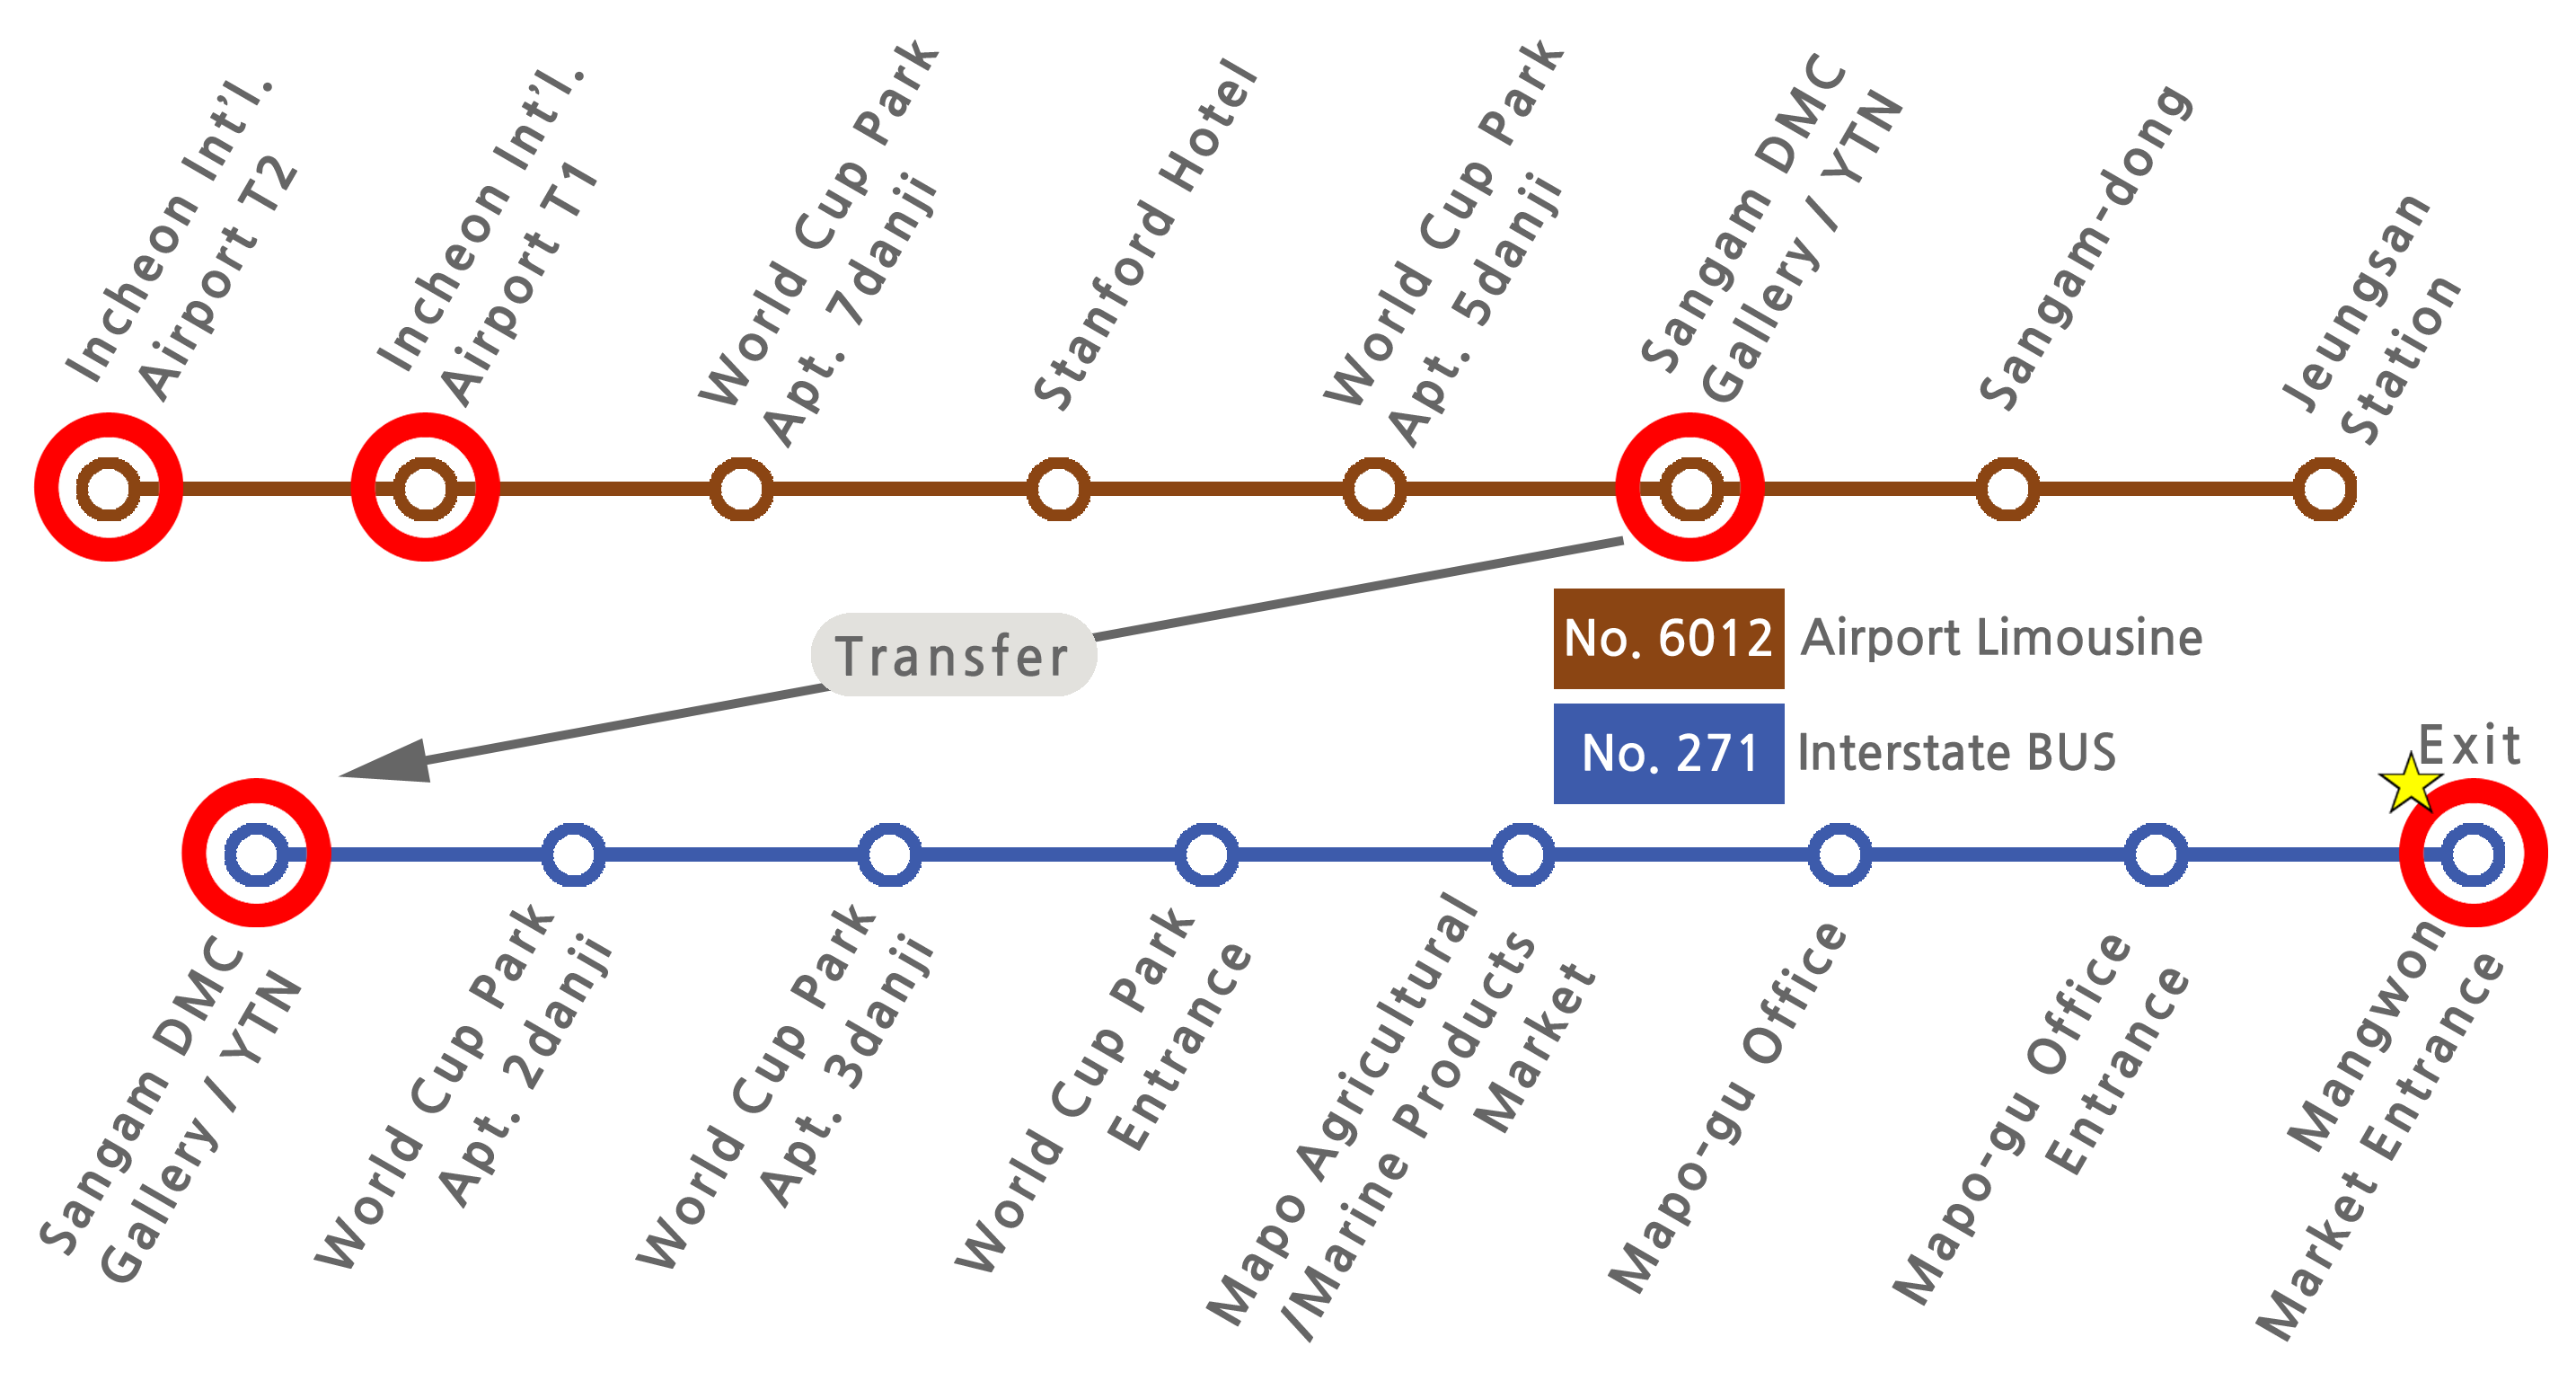 Incheon Int'l.
Airport T2
Incheon Int'l.
Airport T1
World Cup Park
Apt. 7danji
Stanford Hotel
World Cup Park
Apt. 5danji
Sangam DMC
Gallery / YTN
Sangam-dong
Jeungsan
Station
Transfer
No. 6012 Airport Limousine
No. 271 Interstate BUS
Exit
Sangam DMC
Gallery / YTN
World Cup Park
Apt. 2danji
World Cup Park
Apt. 3danji
World Cup Park
Entrance
Mapo Agricultural
/Marine Products
Market
Mapo-gu Office
Mapo-gu Office
Entrance
Mangwon
Market Entrance